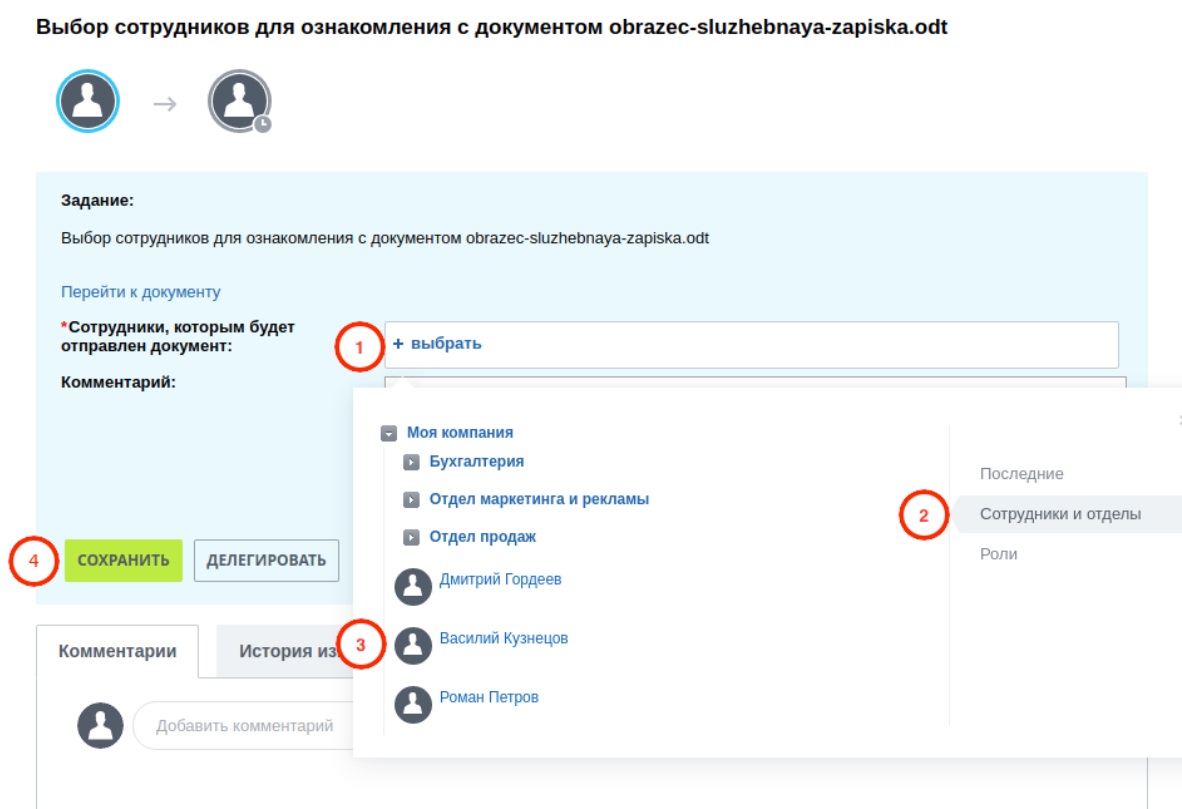 Выбор сотрудников для ознакомления с документом obrazec-sluzhebnaya-zapiska.odt
Задание:
Выбор сотрудников для ознакомления с документом obrazec-sluzhebnaya-zapiska.odt
Перейти к документу
*Сотрудники, которым будет
отправлен документ:
1
+ выбрать
Комментарий:
Моя компания
Бухгалтерия
Отдел маркетинга и рекламы
Отдел продаж
Дмитрий Гордеев
3
Василий Кузнецов
Роман Петров
Последние
2
Сотрудники и отделы
Роли
4
СОХРАНИТЬ
ДЕЛЕГИРОВАТЬ
Комментарии
История
Добавить комментарий